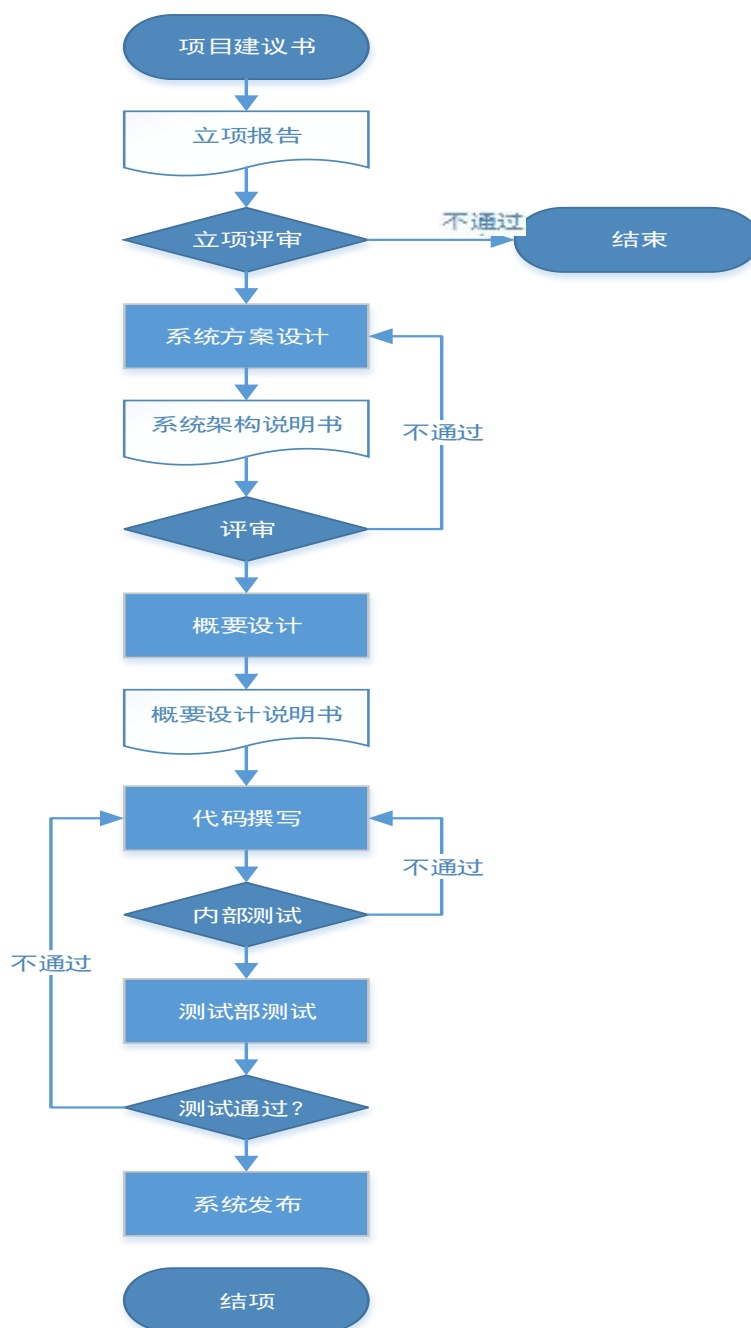 项目建议书
立项报告
立项评审
不通过
结束
系统方案设计
系统架构说明书
不通过
评审
概要设计
概要设计说明书
代码撰写
不通过
内部测试
不通过
测试部测试
测试通过?
系统发布
结项